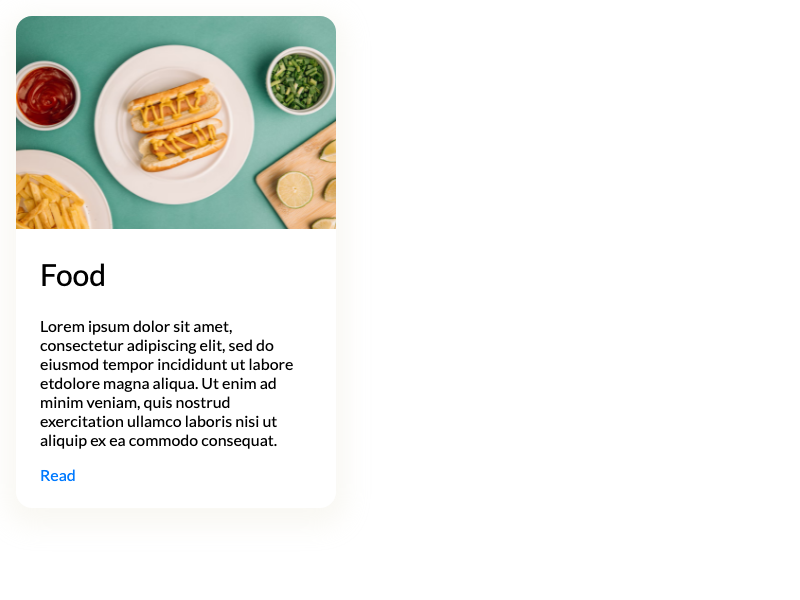 Food
Lorem ipsum dolor sit amet,
consectetur adipiscing elit, sed do
eiusmod tempor incididunt ut labore
etdolore magna aliqua. Ut enim ad
minim veniam, quis nostrud
exercitation ullamco laboris nisi ut
aliquip ex ea commodo consequat.
Read